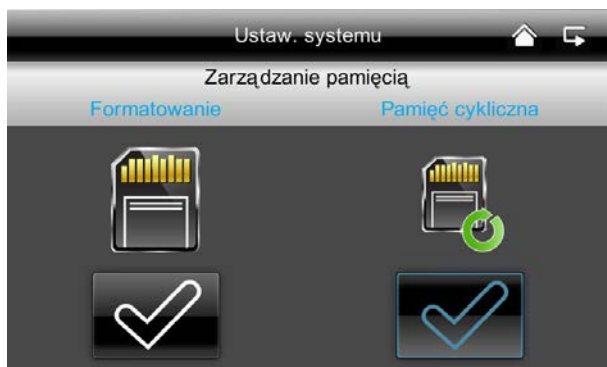 Ustaw. systemu
Zarządzanie pamięcią
Formatowanie Pamięć cykliczna